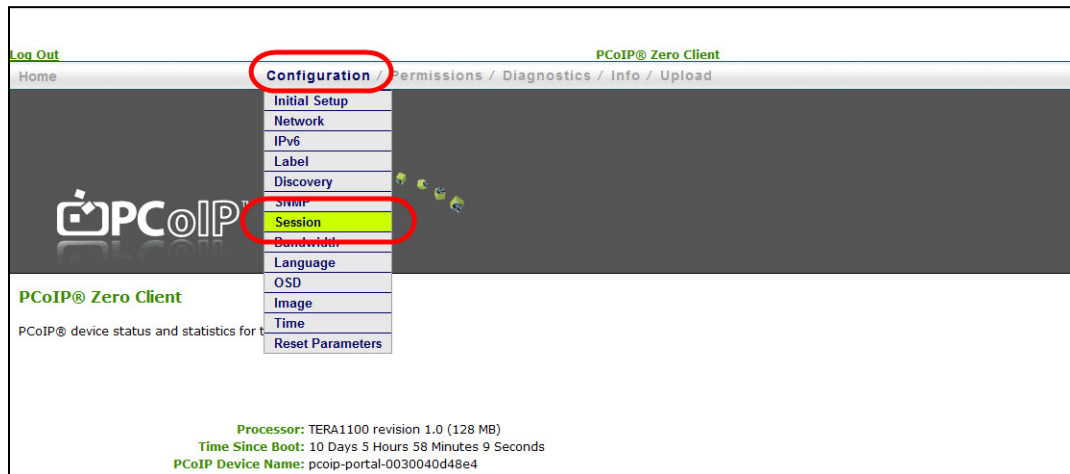 Log Out PCoIP® Zero Client
Home Configuration / Permissions / Diagnostics / Info / Upload
Initial Setup
Network
IPv6
Label
Discovery
SNMP
PCoIP™
Session
Bandwidth
Language
OSD
Image
Time
Reset Parameters
PCoIP® Zero Client
PCoIP® device status and statistics for t
Processor: TERA1100 revision 1.0 (128 MB)
Time Since Boot: 10 Days 5 Hours 58 Minutes 9 Seconds
PCoIP Device Name: pcoip-portal-0030040d48e4